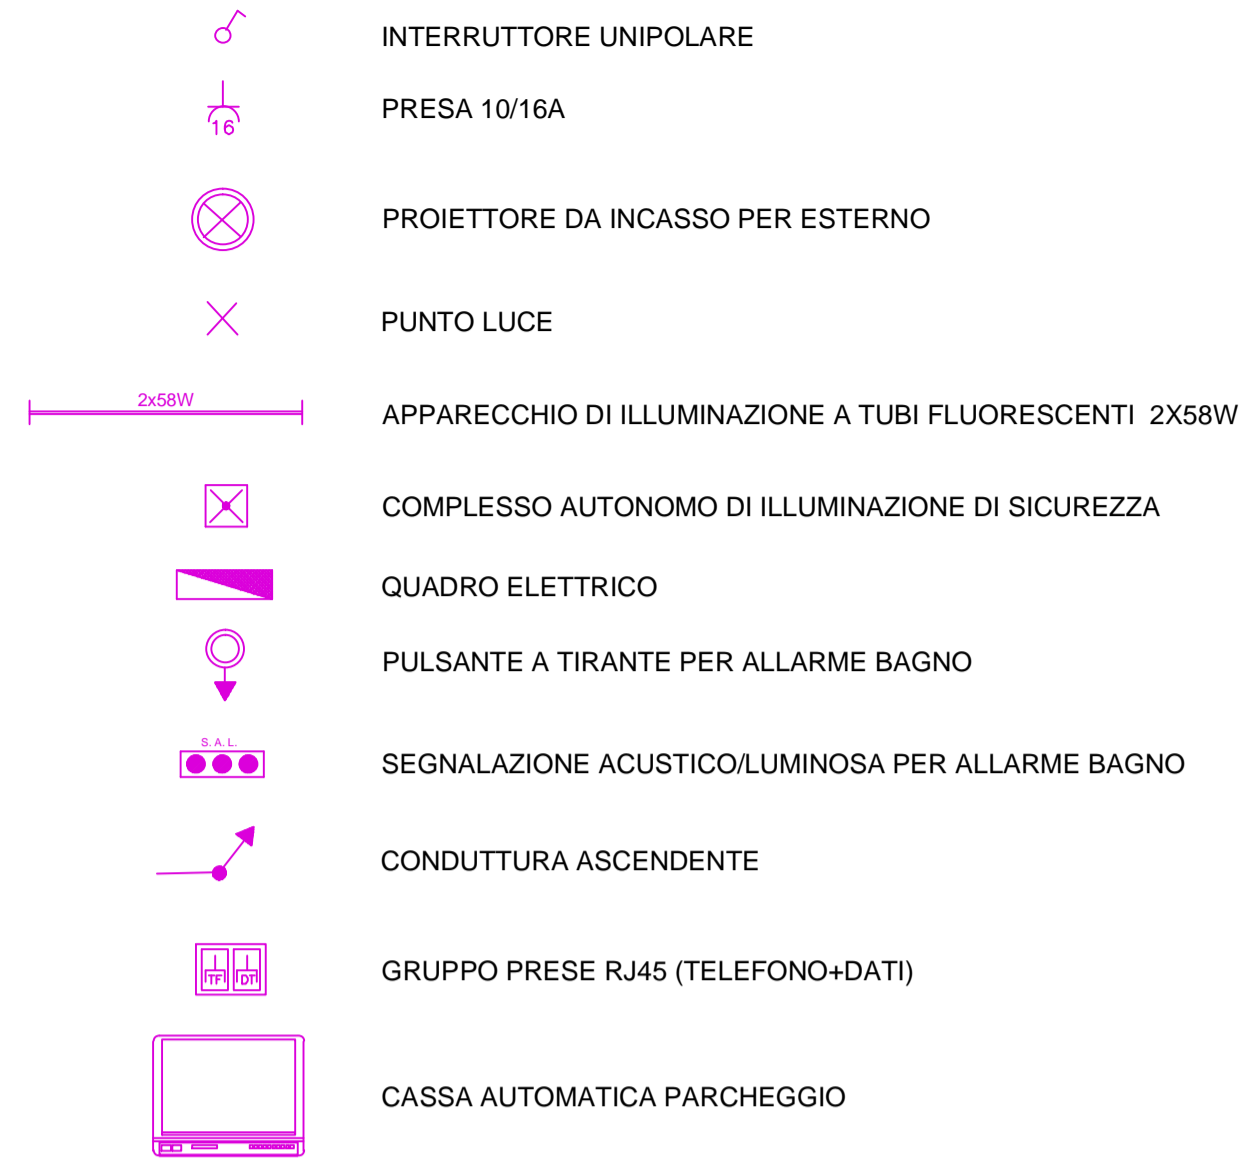 INTERRUTTORE UNIPOLARE
16
PRESA 10/16A
PROIETTORE DA INCASSO PER ESTERNO
PUNTO LUCE
2x58W
APPARECCHIO DI ILLUMINAZIONE A TUBI FLUORESCENTI 2X58W
COMPLESSO AUTONOMO DI ILLUMINAZIONE DI SICUREZZA
QUADRO ELETTRICO
PULSANTE A TIRANTE PER ALLARME BAGNO
S. A. L.
SEGNALAZIONE ACUSTICO/LUMINOSA PER ALLARME BAGNO
CONDUTTURA ASCENDENTE
TF DT
GRUPPO PRESE RJ45 (TELEFONO+DATI)
CASSA AUTOMATICA PARCHEGGIO